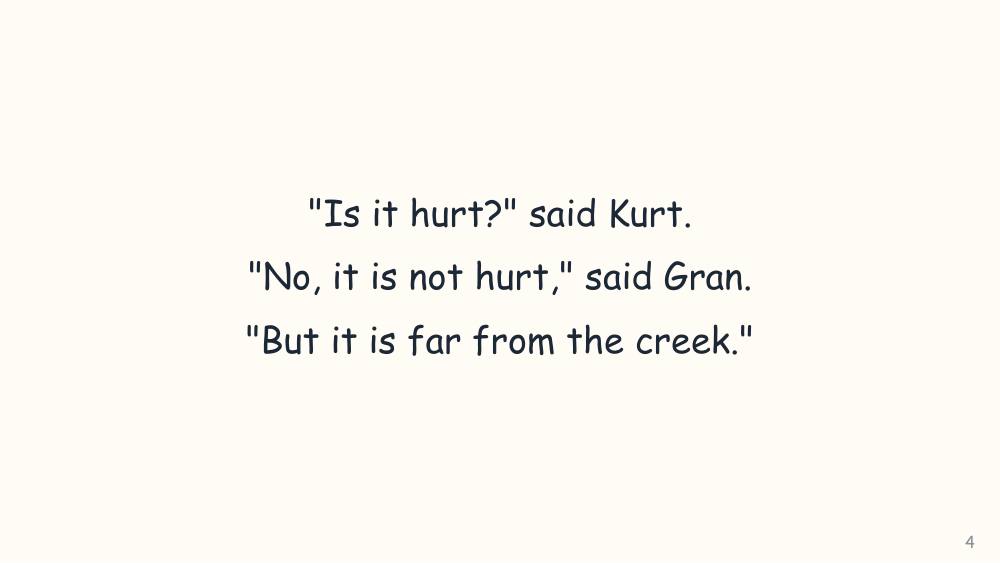 "Is it hurt?" said Kurt.
"No, it is not hurt," said Gran.
"But it is far from the creek."
4